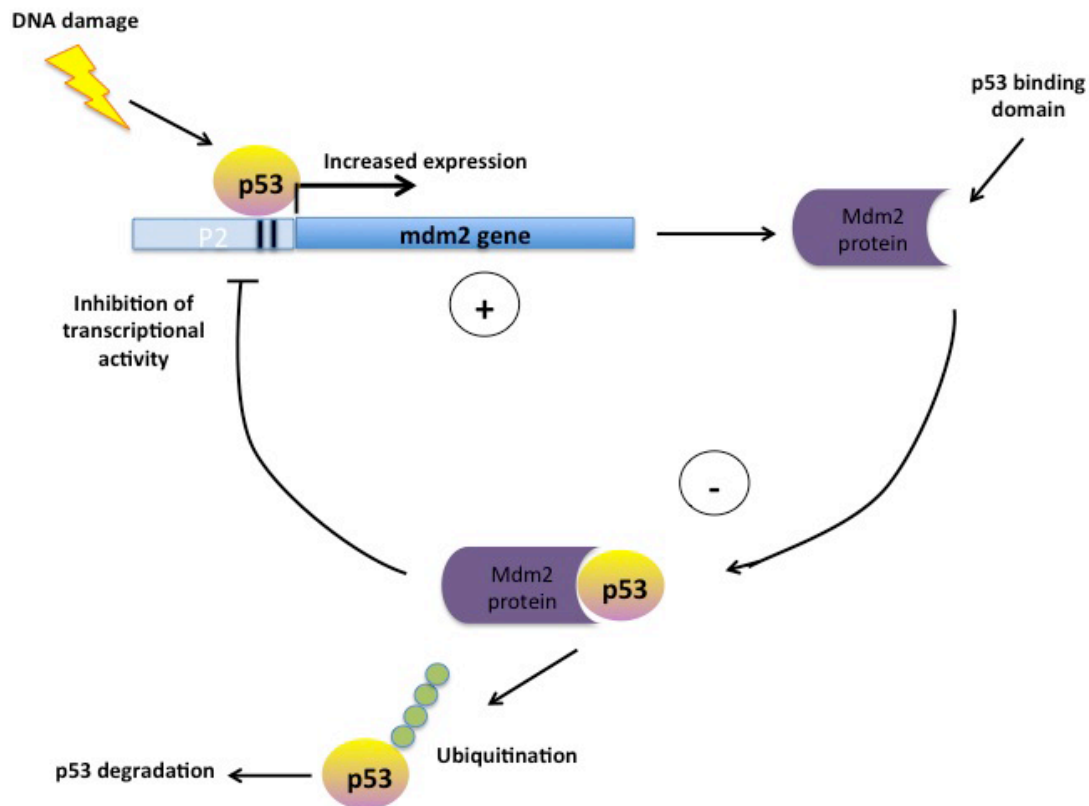 DNA damage
p53 binding
domain
Increased expression
p53
P2
mdm2 gene
Mdm2
protein
+
Inhibition of
transcriptional
activity
-
Mdm2
protein
p53
Ubiquitination
p53
p53 degradation